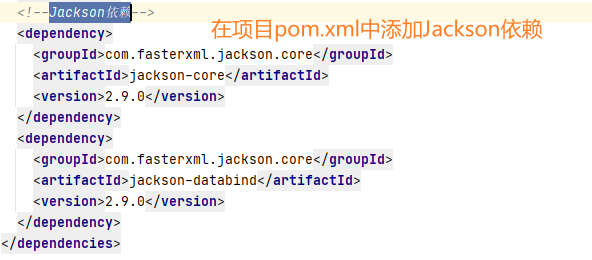 <!--Jackson依赖-->
在项目pom.xml中添加Jackson依赖
<dependency>
<groupId>com.fasterxml.jackson.core</groupId>
<artifactId>jackson-core</artifactId>
<version>2.9.0</version>
</dependency>
<dependency>
<groupId>com.fasterxml.jackson.core</groupId>
<artifactId>jackson-databind</artifactId>
<version>2.9.0</version>
</dependency>
</dependencies>